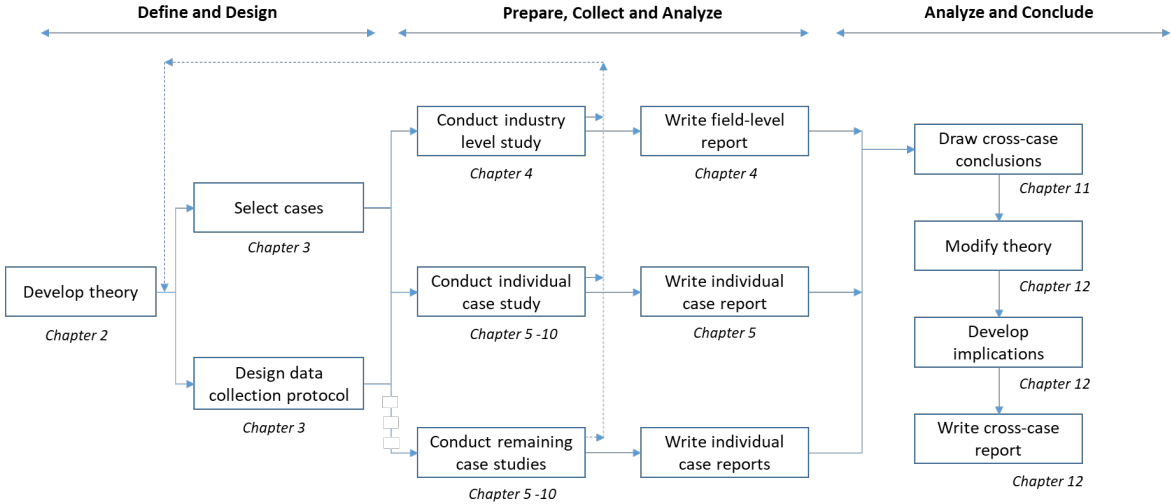 Define and Design
Prepare, Collect and Analyze
Analyze and Conclude
Develop theory
Chapter 2
Select cases
Chapter 3
Design data
collection protocol
Chapter 3
Conduct industry
level study
Chapter 4
Conduct individual
case study
Chapter 5 -10
Conduct remaining
case studies
Chapter 5 -10
Write field-level
report
Chapter 4
Write individual
case report
Chapter 5
Write individual
case reports
Draw cross-case
conclusions
Chapter 11
Modify theory
Chapter 12
Develop
implications
Chapter 12
Write cross-case
report
Chapter 12